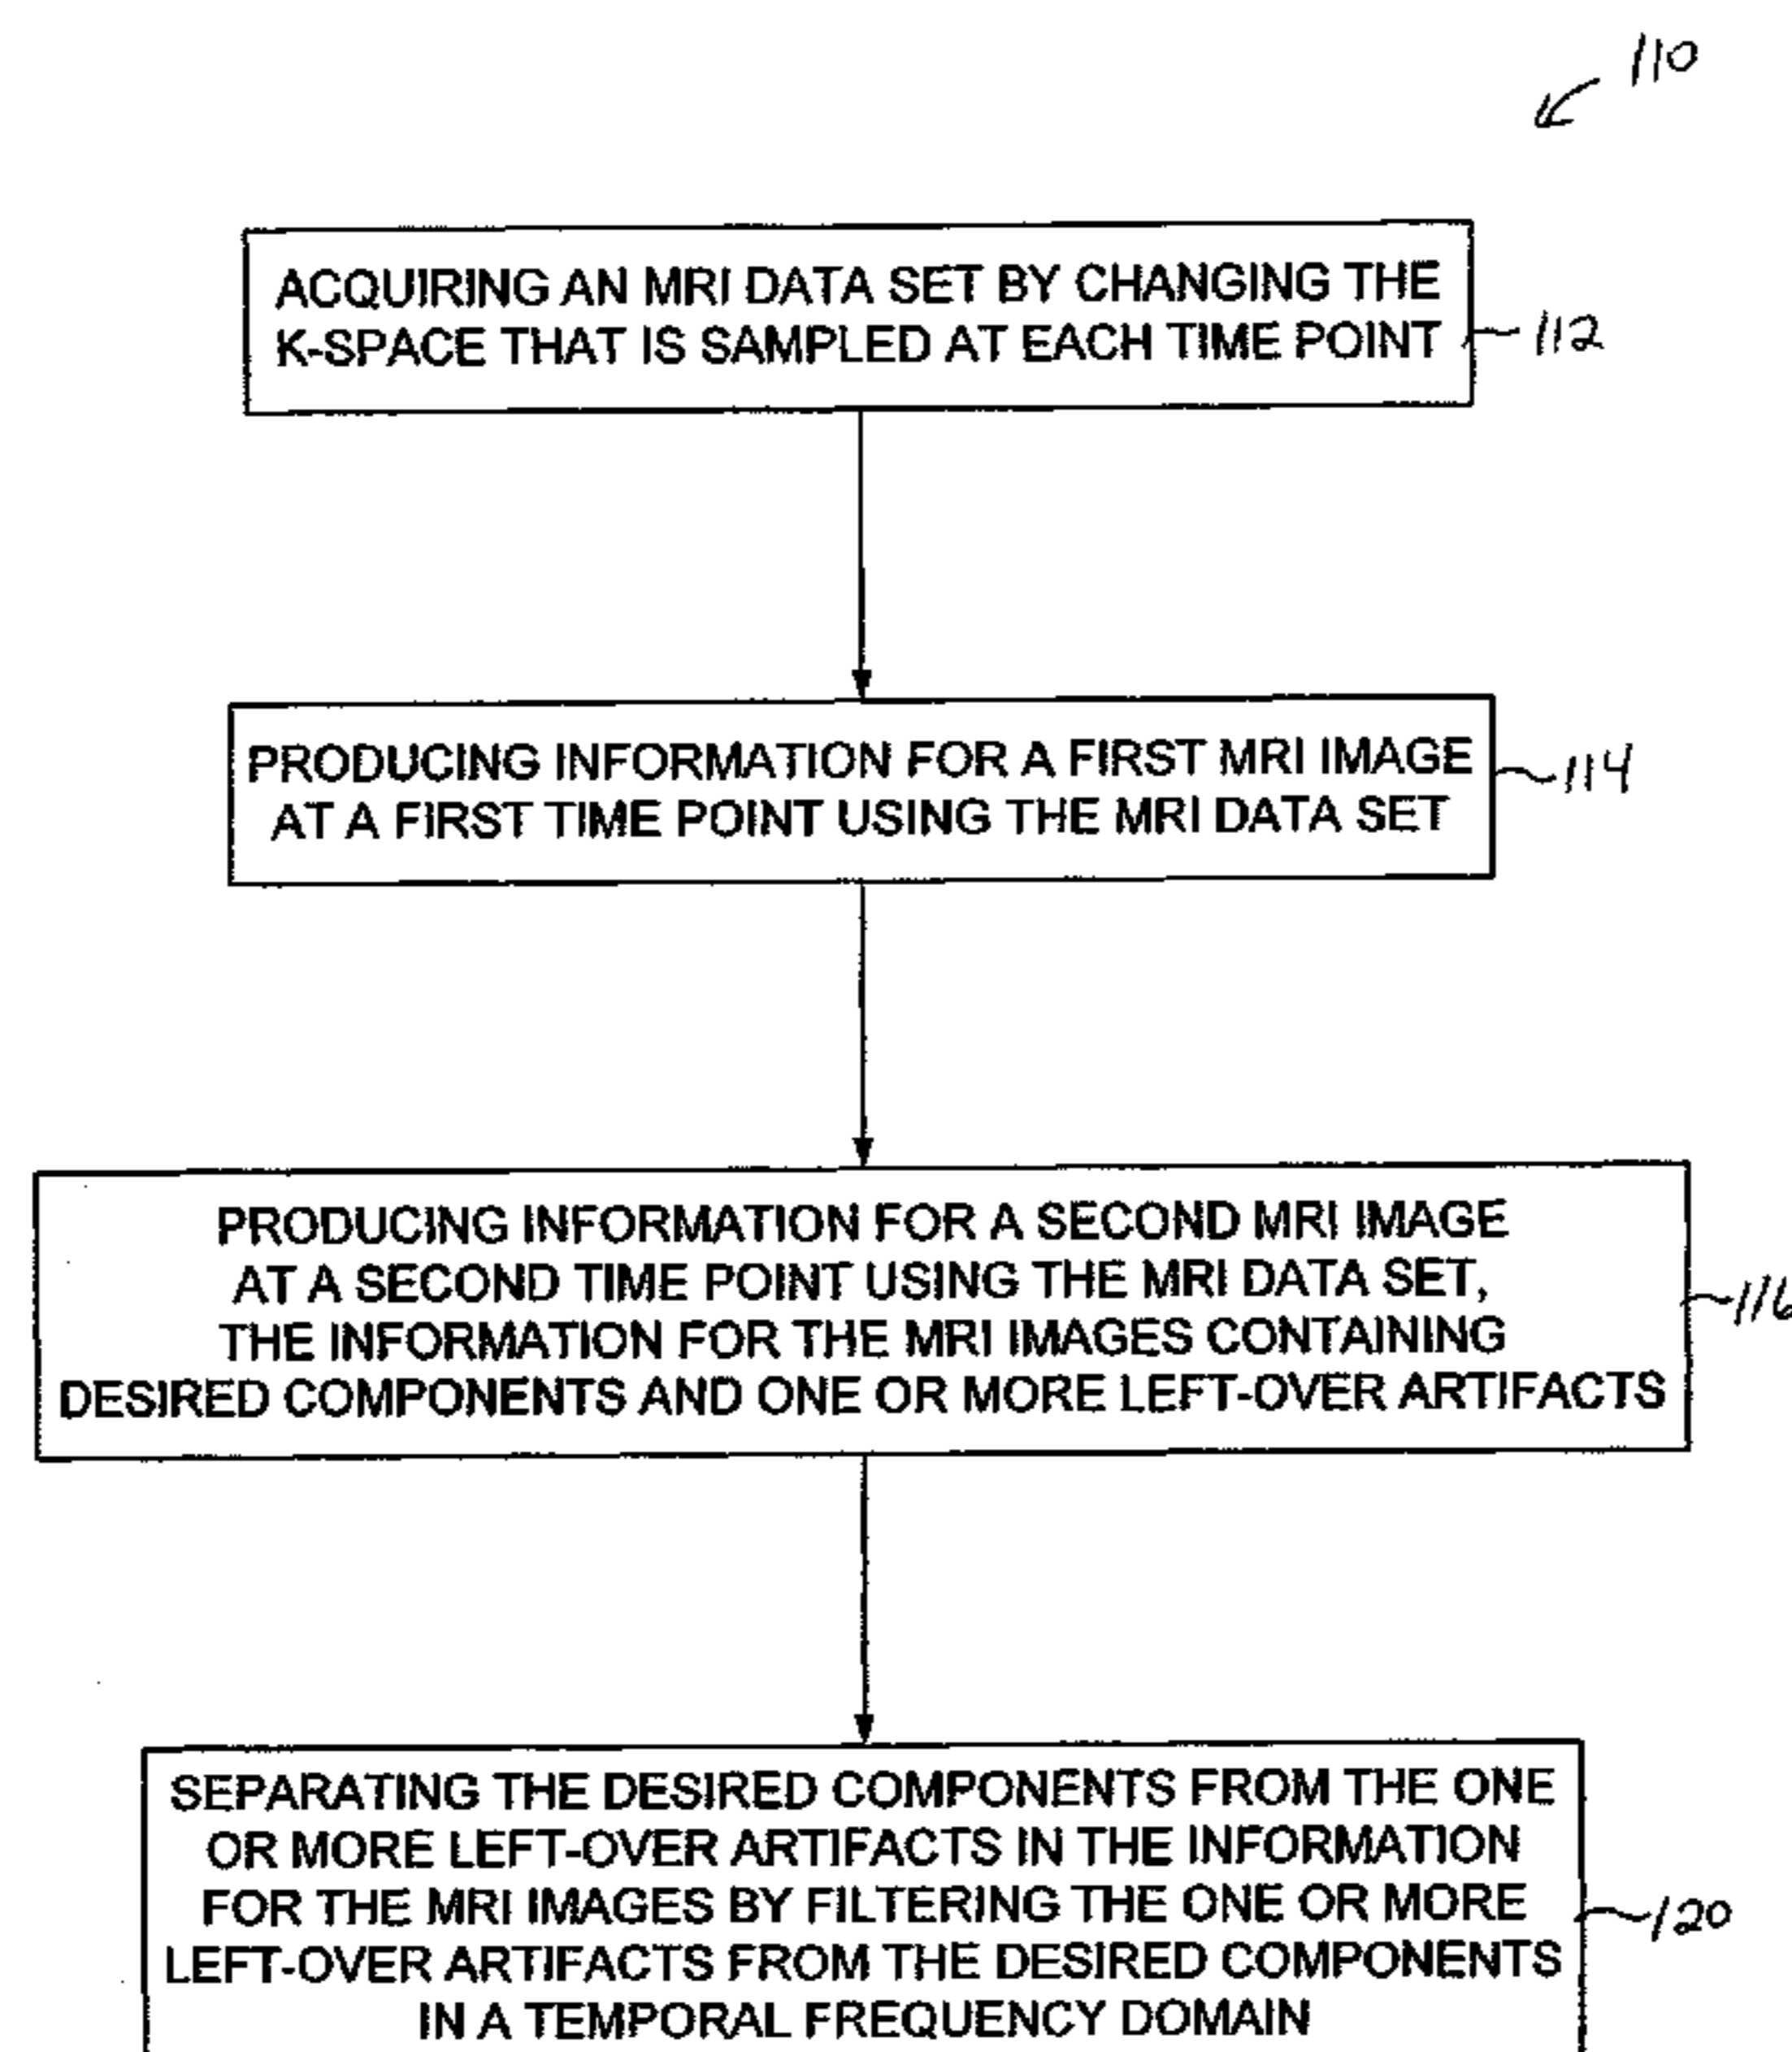 110
ACQUIRING AN MRI DATA SET BY CHANGING THE
K-SPACE THAT IS SAMPLED AT EACH TIME POINT
112
PRODUCING INFORMATION FOR A FIRST MRI IMAGE
AT A FIRST TIME POINT USING THE MRI DATA SET
114
PRODUCING INFORMATION FOR A SECOND MRI IMAGE
AT A SECOND TIME POINT USING THE MRI DATA SET,
THE INFORMATION FOR THE MRI IMAGES CONTAINING
DESIRED COMPONENTS AND ONE OR MORE LEFT-OVER ARTIFACTS
116
SEPARATING THE DESIRED COMPONENTS FROM THE ONE
OR MORE LEFT-OVER ARTIFACTS IN THE INFORMATION
FOR THE MRI IMAGES BY FILTERING THE ONE OR MORE
LEFT-OVER ARTIFACTS FROM THE DESIRED COMPONENTS
IN A TEMPORAL FREQUENCY DOMAIN
120